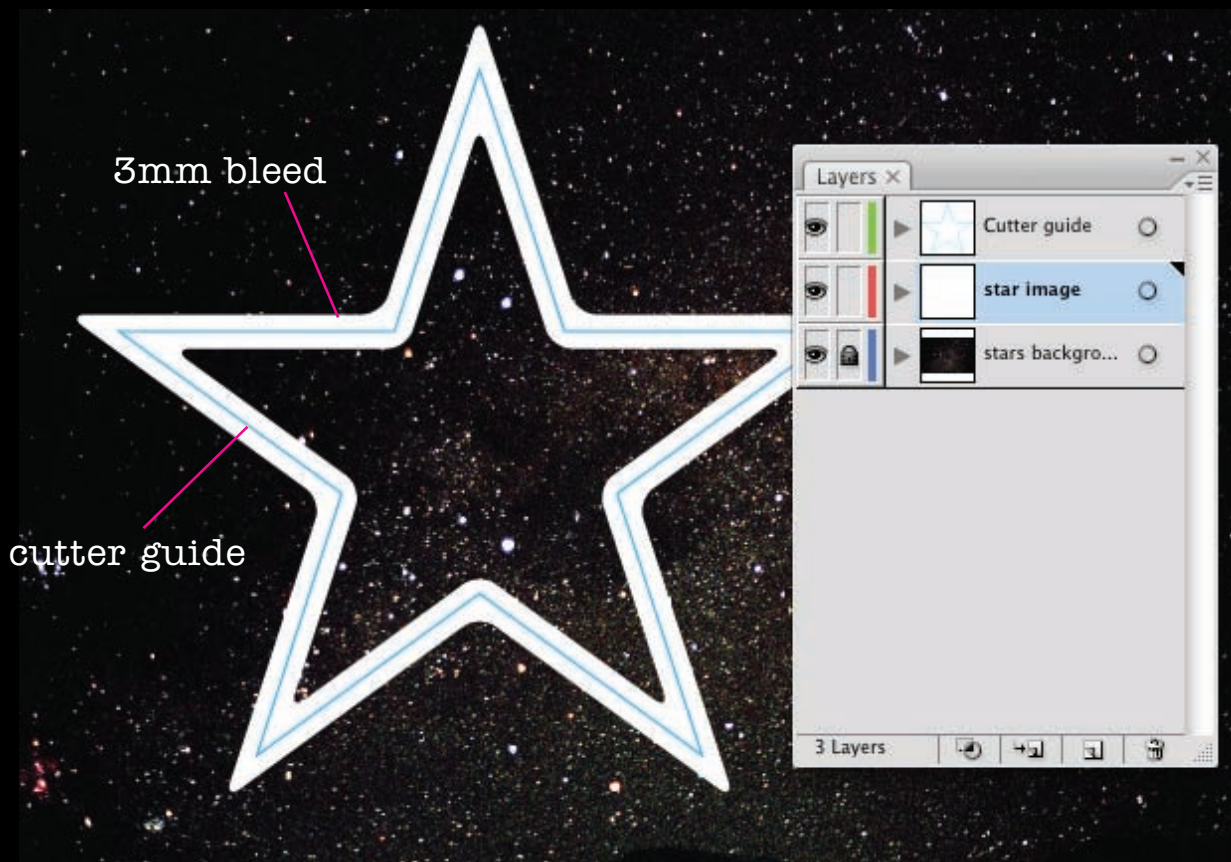 3mm bleed
cutter guide
Layers
Cutter guide
star image
stars backgro...
3 Layers